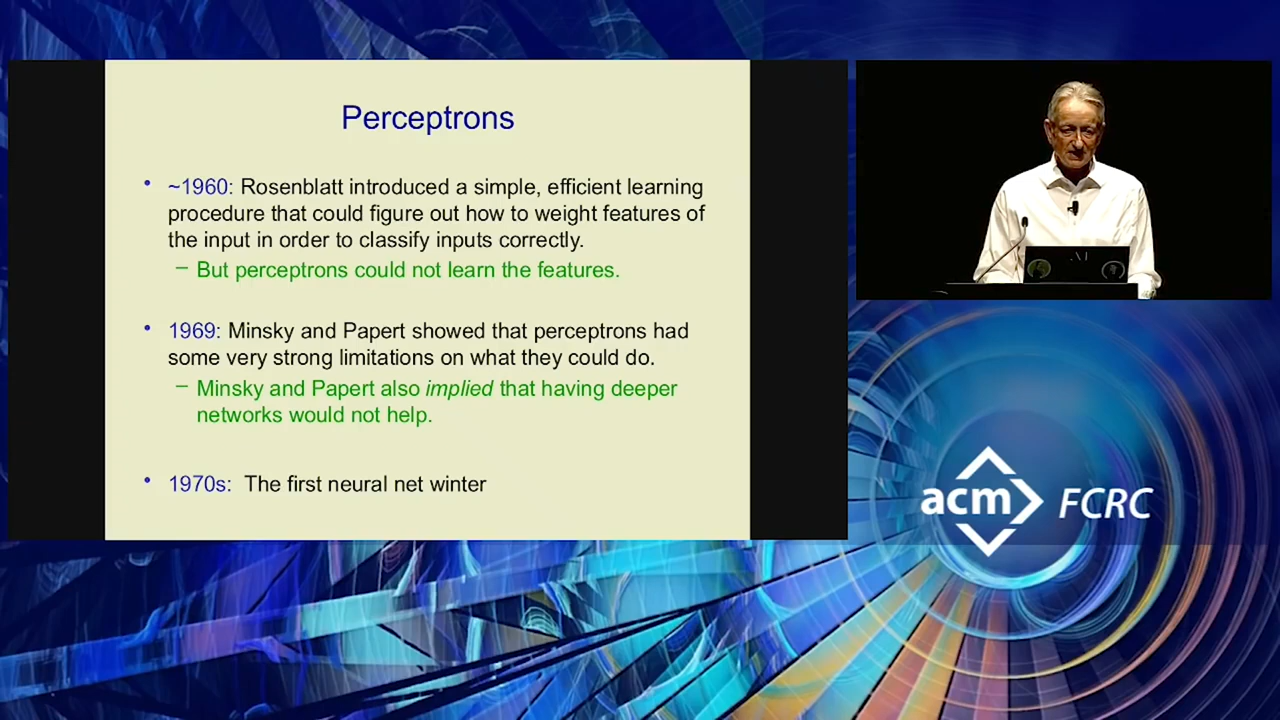 Perceptrons
• ~1960: Rosenblatt introduced a simple, efficient learning
procedure that could figure out how to weight features of
the input in order to classify inputs correctly.
– But perceptrons could not learn the features.
• 1969: Minsky and Papert showed that perceptrons had
some very strong limitations on what they could do.
– Minsky and Papert also implied that having deeper
networks would not help.
• 1970s: The first neural net winter
acm FCRC